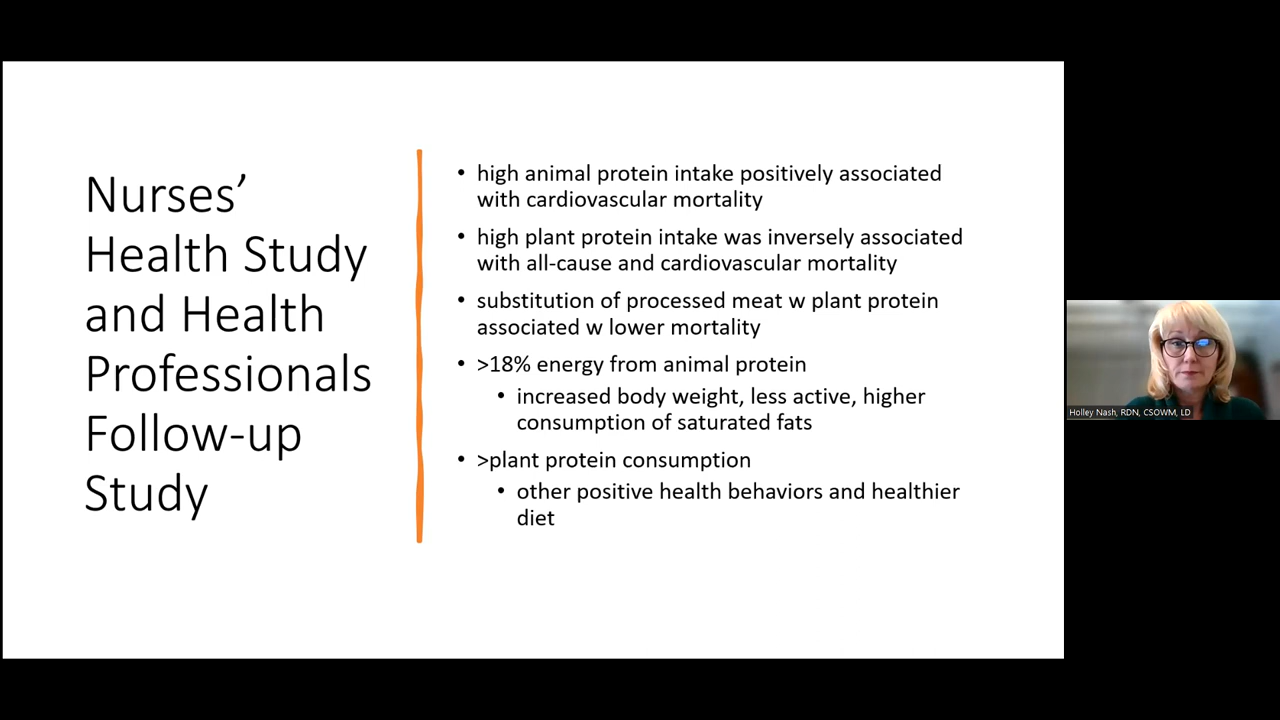 Nurses’
Health Study
and Health
Professionals
Follow-up
Study
• high animal protein intake positively associated
with cardiovascular mortality
• high plant protein intake was inversely associated
with all-cause and cardiovascular mortality
• substitution of processed meat w plant protein
associated w lower mortality
• >18% energy from animal protein
• increased body weight, less active, higher
consumption of saturated fats
• >plant protein consumption
• other positive health behaviors and healthier
diet
Holley Nash, RDN, CSOWM, LD